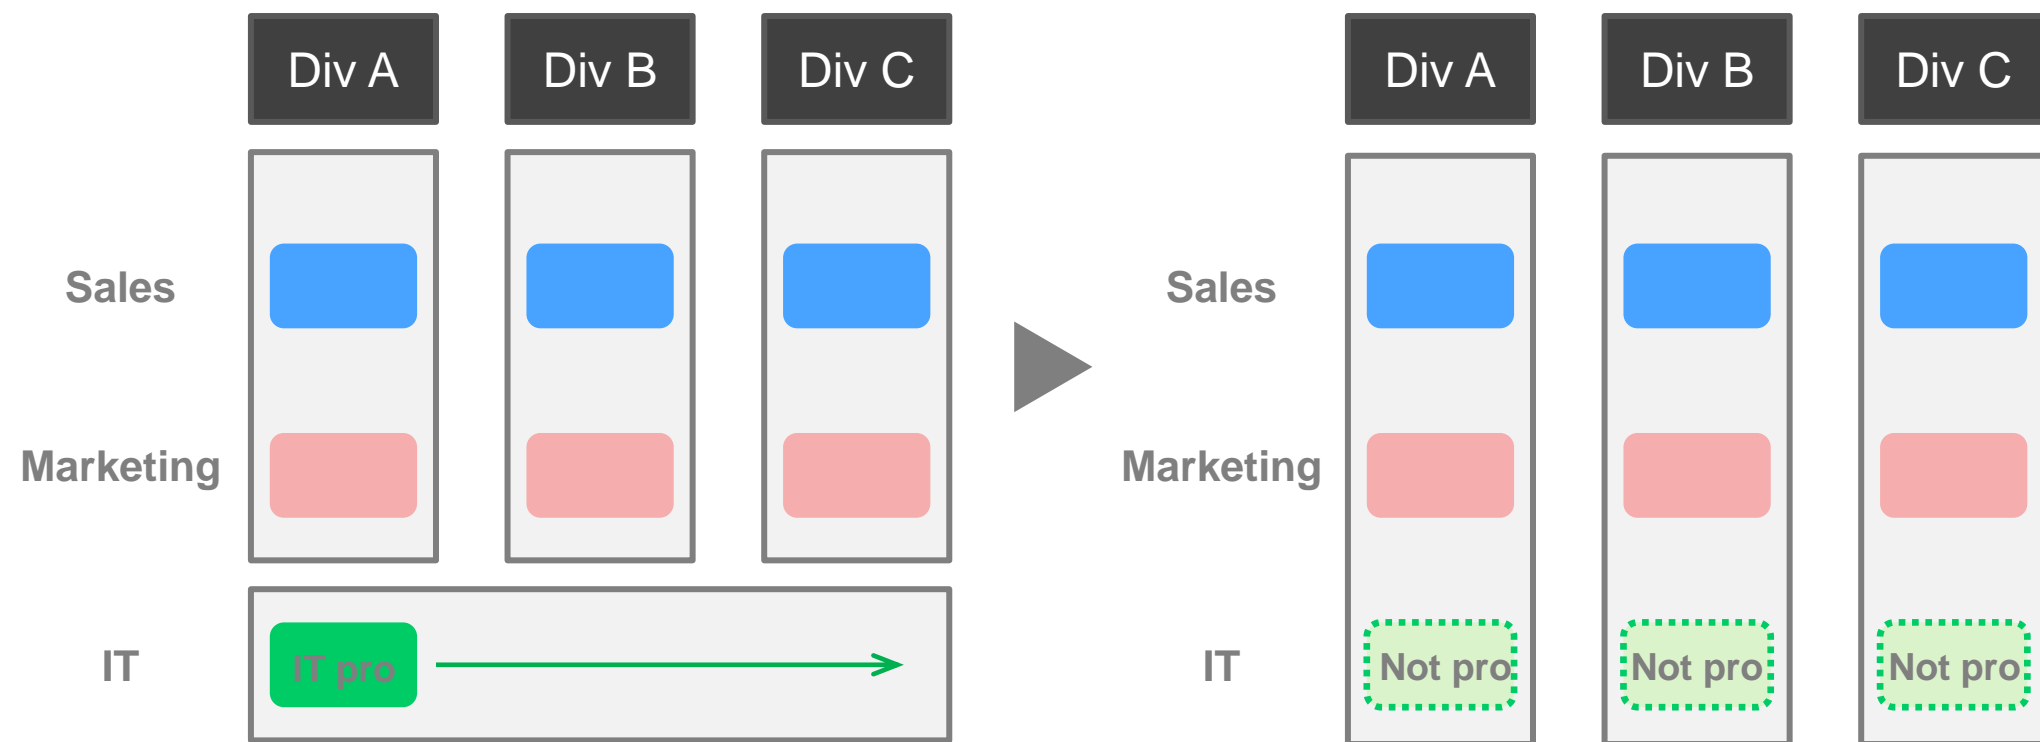 Div A
Div B
Div C
Sales
Marketing
IT
IT pro
Div A
Div B
Div C
Sales
Marketing
IT
Not pro
Not pro
Not pro